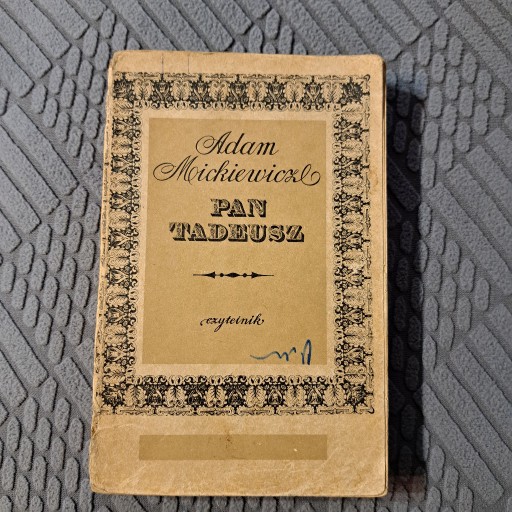 Adam
Mickiewicz
PAN
TADEUSZ
czytelnik